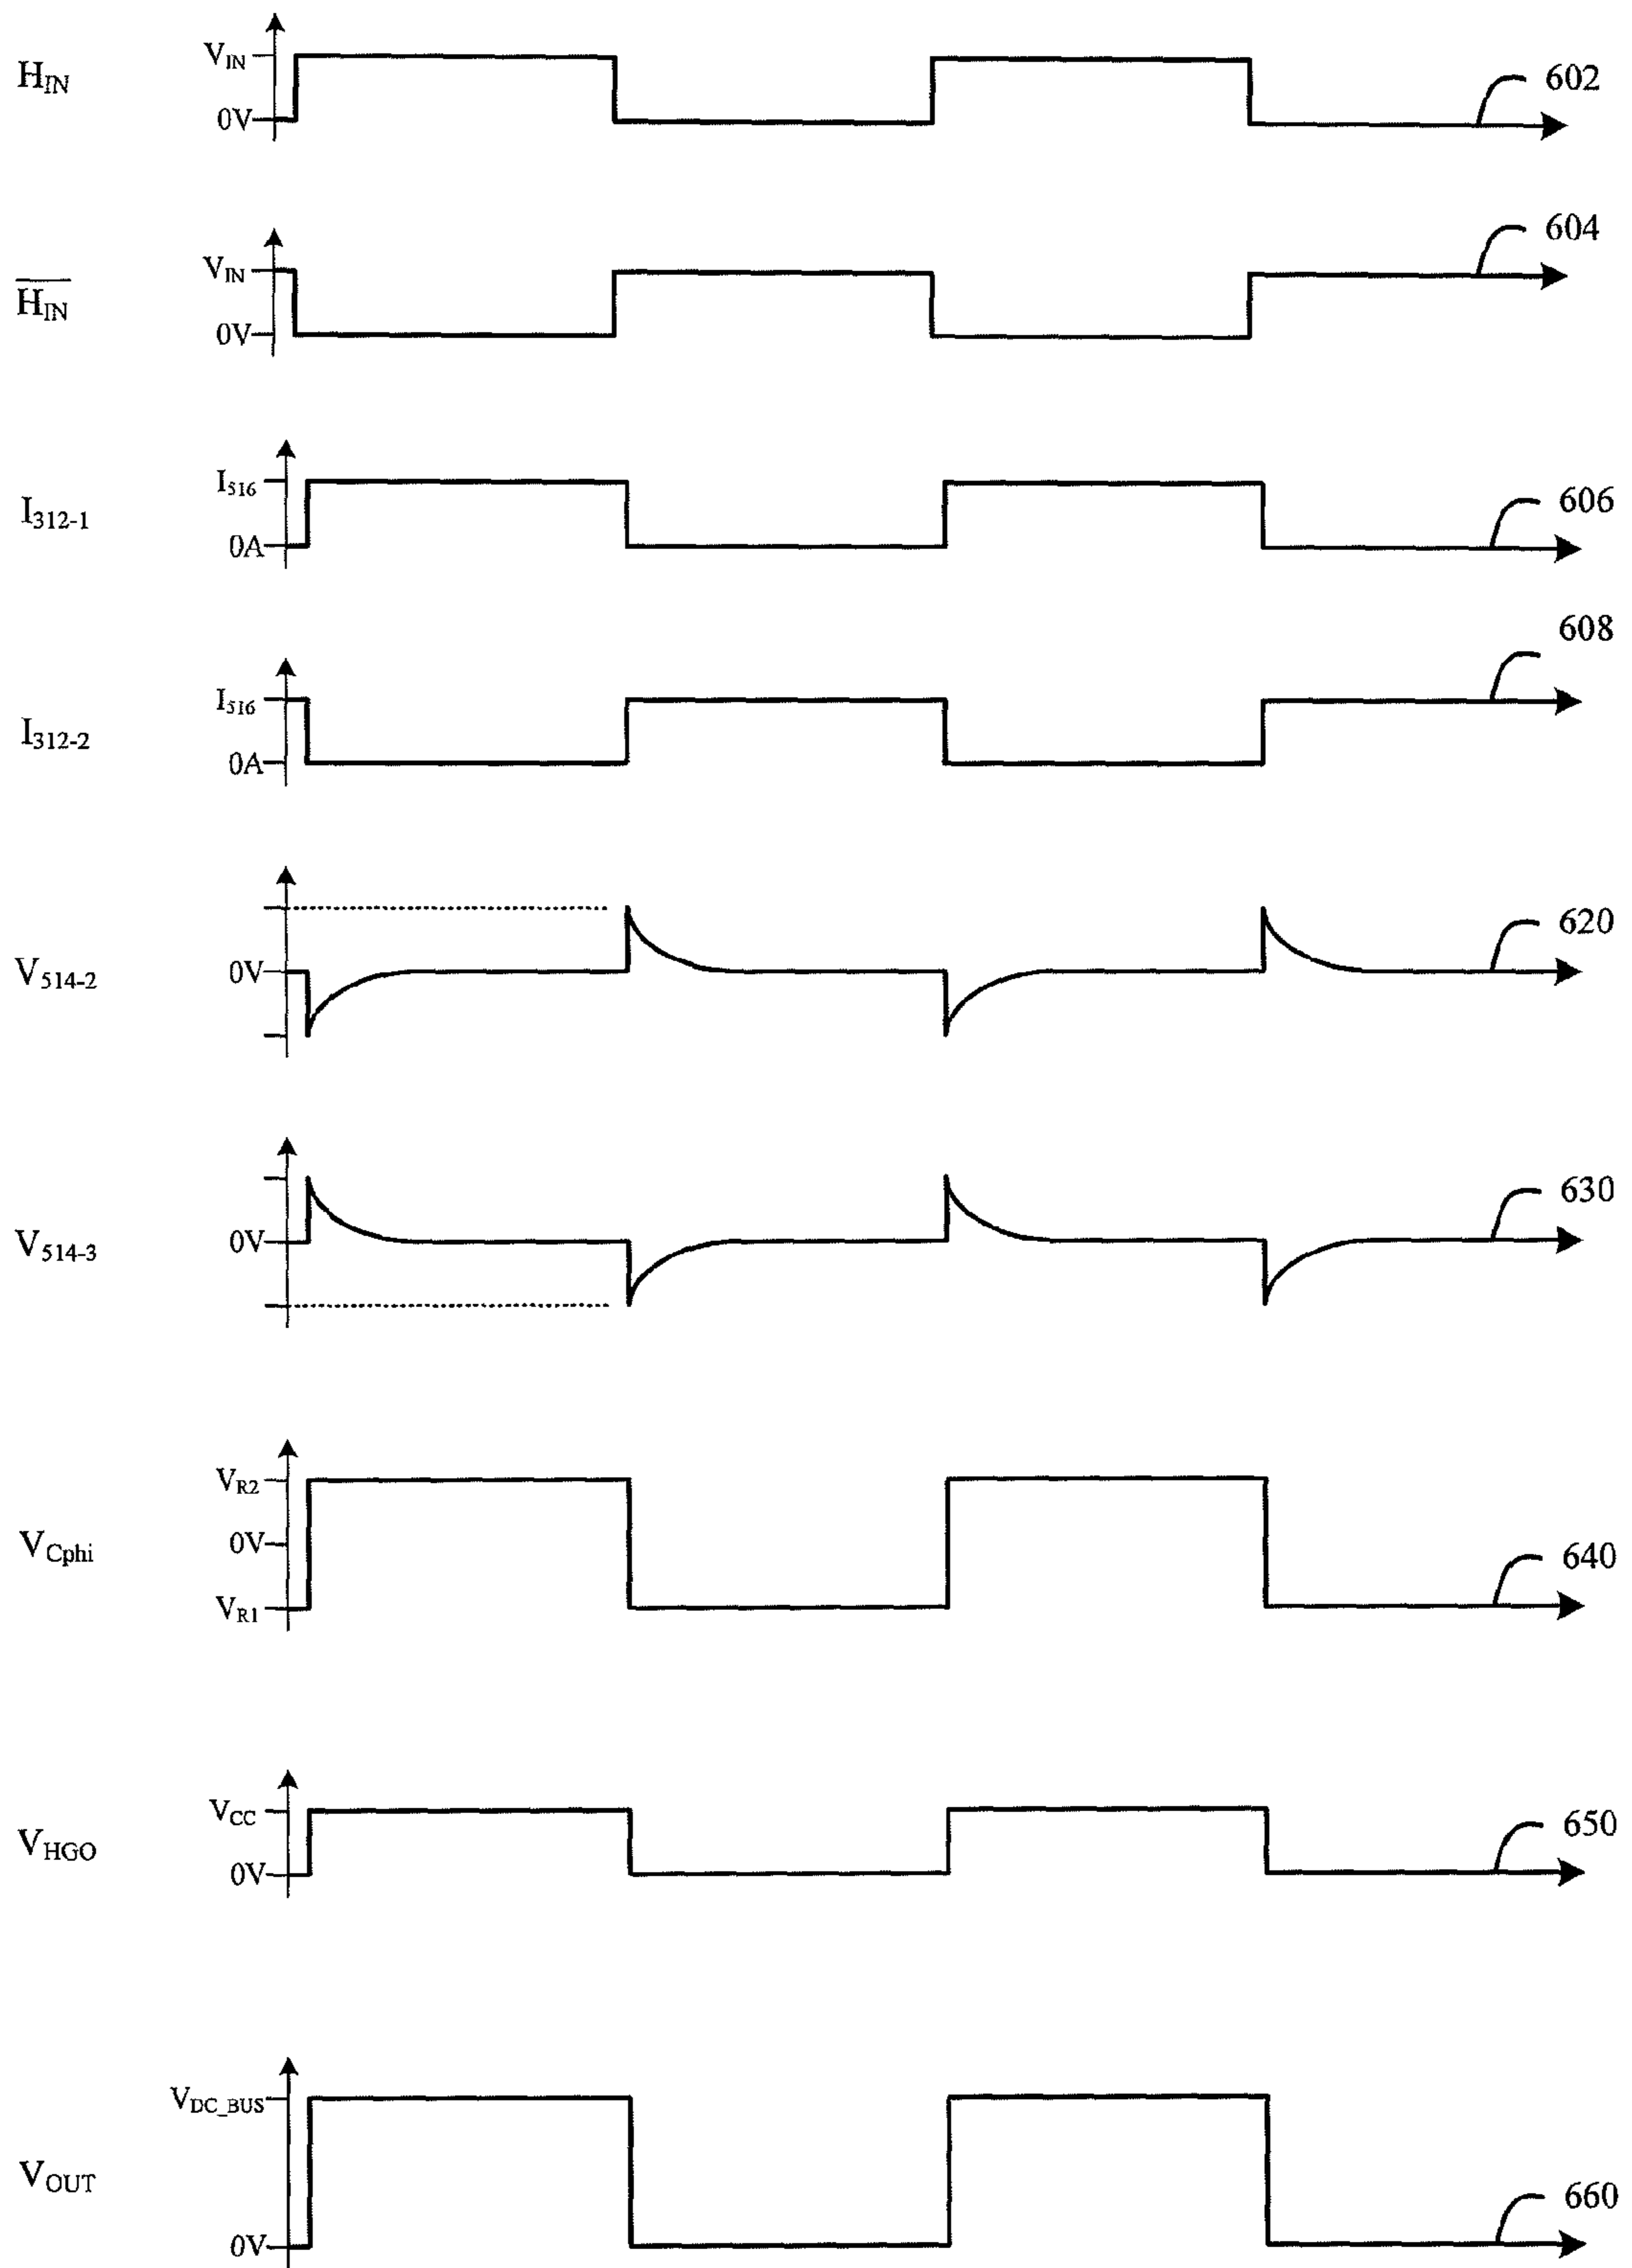 H_IN V_IN 0V 602
H_IN V_IN 0V 604
I_312-1 I_516 0A 606
I_312-2 I_516 0A 608
V_514-2 0V 620
V_514-3 0V 630
V_Cphi V_R2 0V V_R1 640
V_HGO V_CC 0V 650
V_OUT V_DC_BUS 0V 660